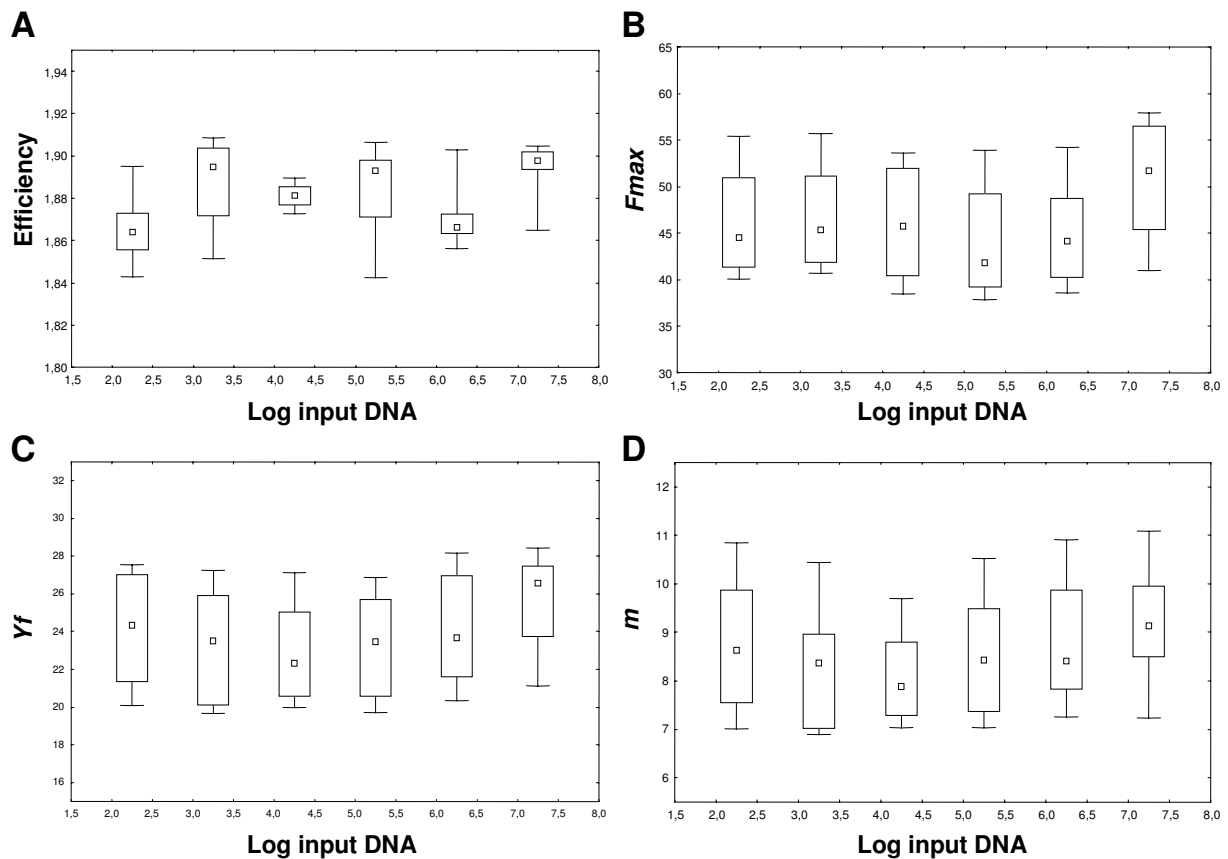 A
Efficiency
1,94
1,92
1,90
1,88
1,86
1,84
1,82
1,80
1,5 2,0 2,5 3,0 3,5 4,0 4,5 5,0 5,5 6,0 6,5 7,0 7,5 8,0
Log input DNA
B
Fmax
65
60
55
50
45
40
35
30
1,5 2,0 2,5 3,0 3,5 4,0 4,5 5,0 5,5 6,0 6,5 7,0 7,5 8,0
Log input DNA
C
Yf
32
30
28
26
24
22
20
18
16
1,5 2,0 2,5 3,0 3,5 4,0 4,5 5,0 5,5 6,0 6,5 7,0 7,5 8,0
Log input DNA
D
m
12
11
10
9
8
7
6
1,5 2,0 2,5 3,0 3,5 4,0 4,5 5,0 5,5 6,0 6,5 7,0 7,5 8,0
Log input DNA